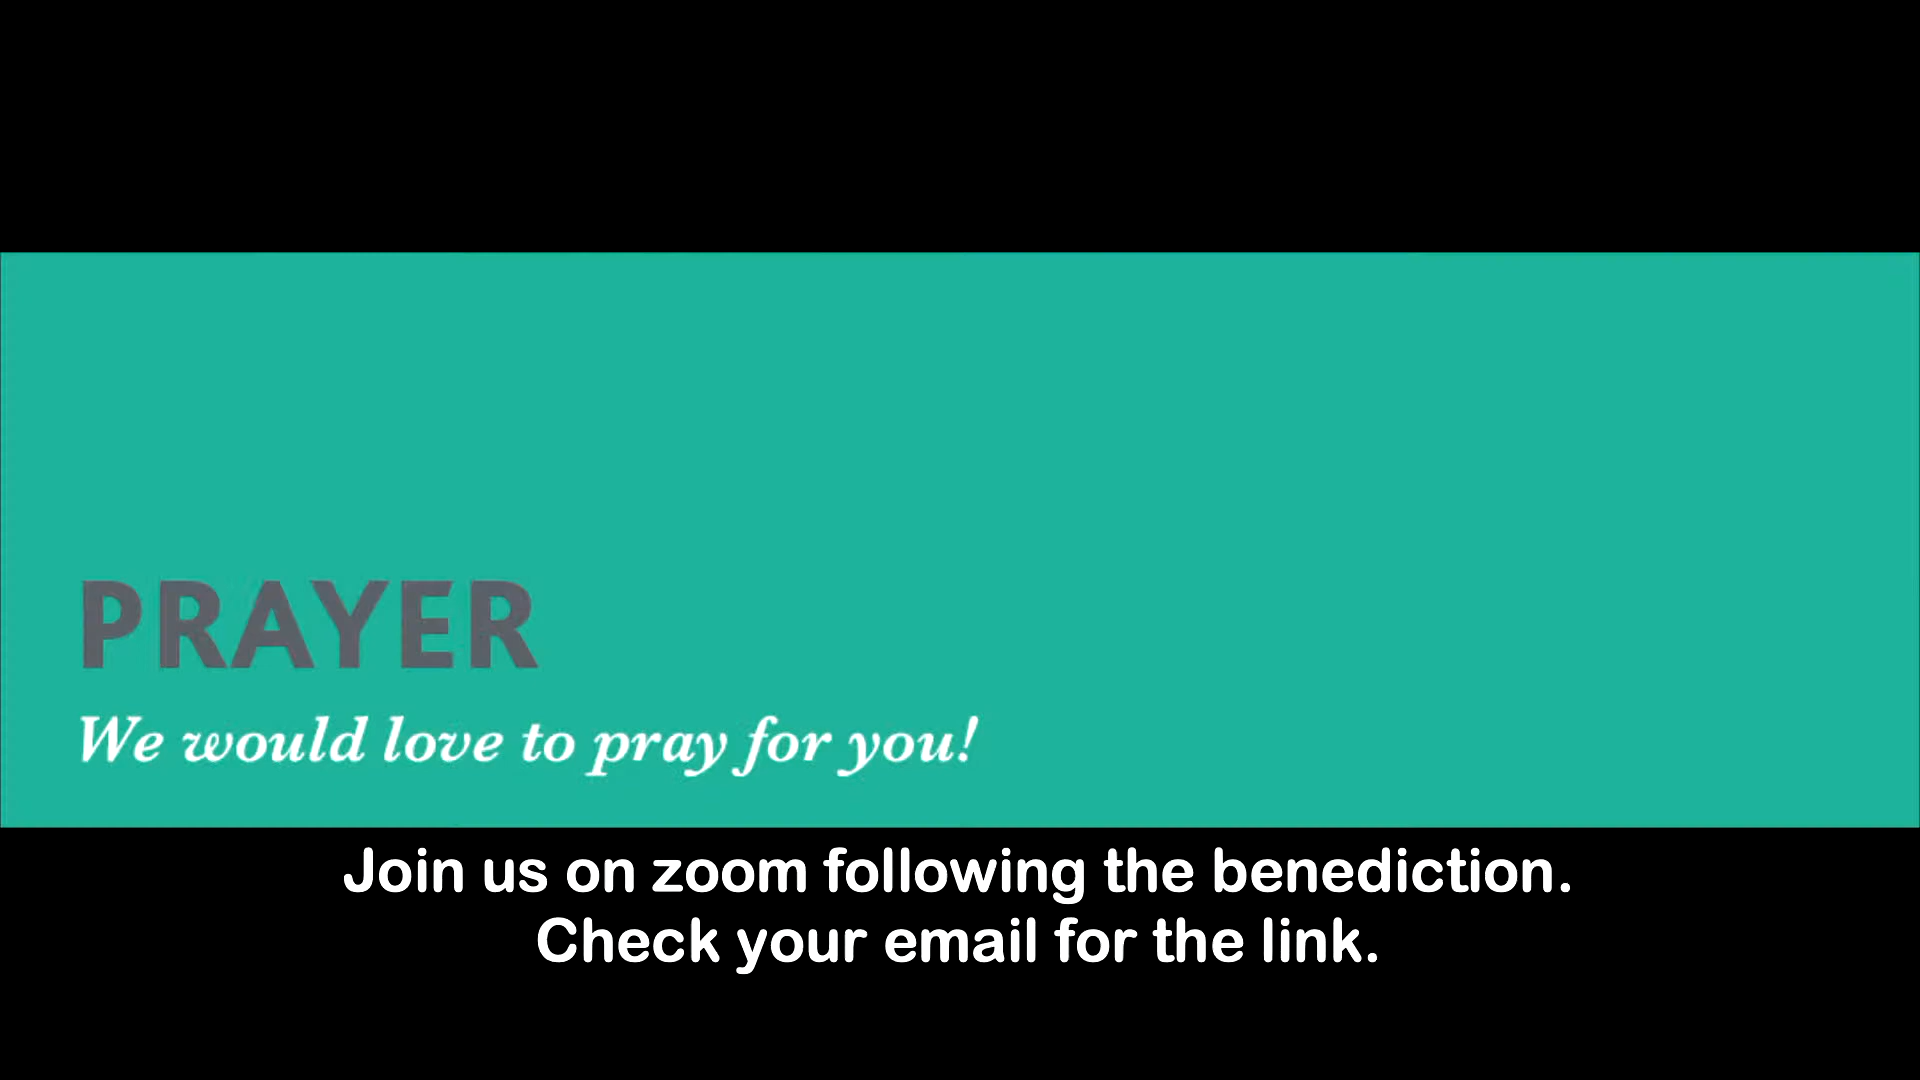 PRAYER
We would love to pray for you!
Join us on zoom following the benediction.
Check your email for the link.